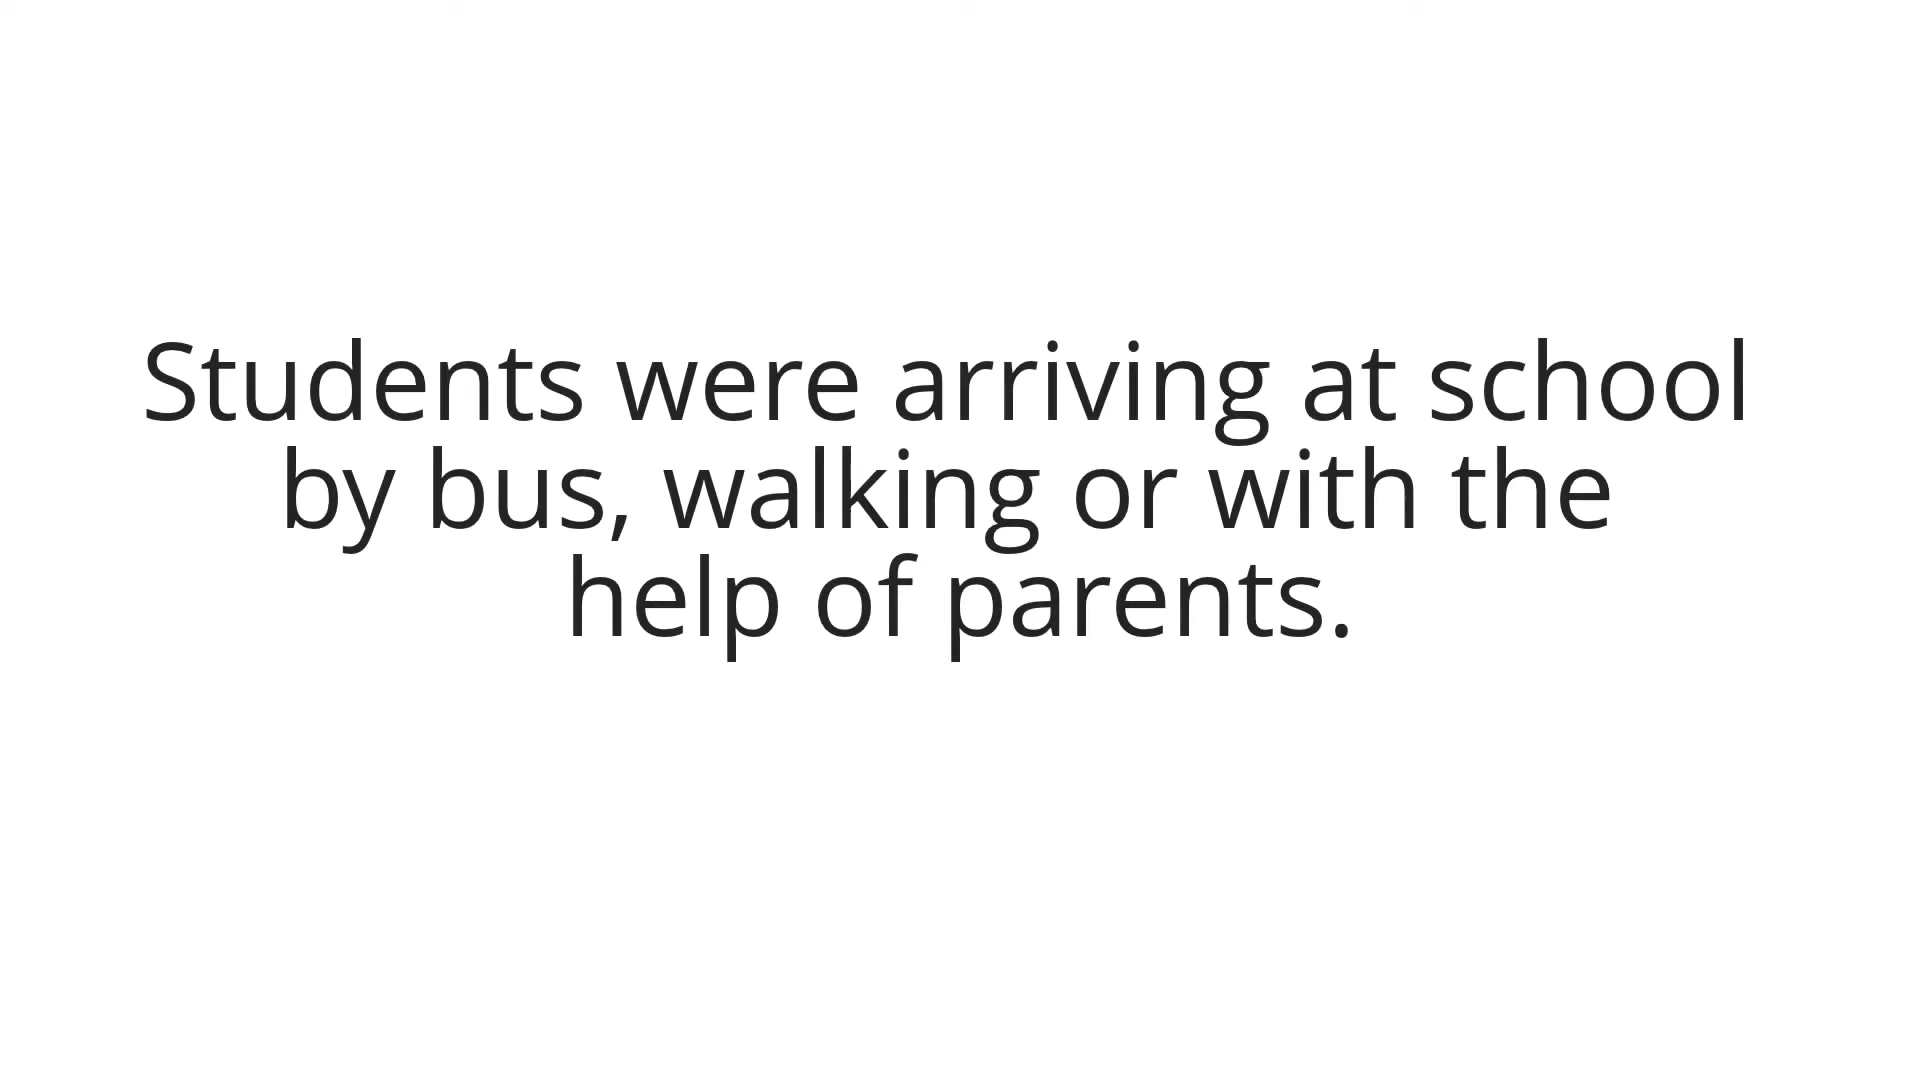 Students were arriving at school
by bus, walking or with the
help of parents.